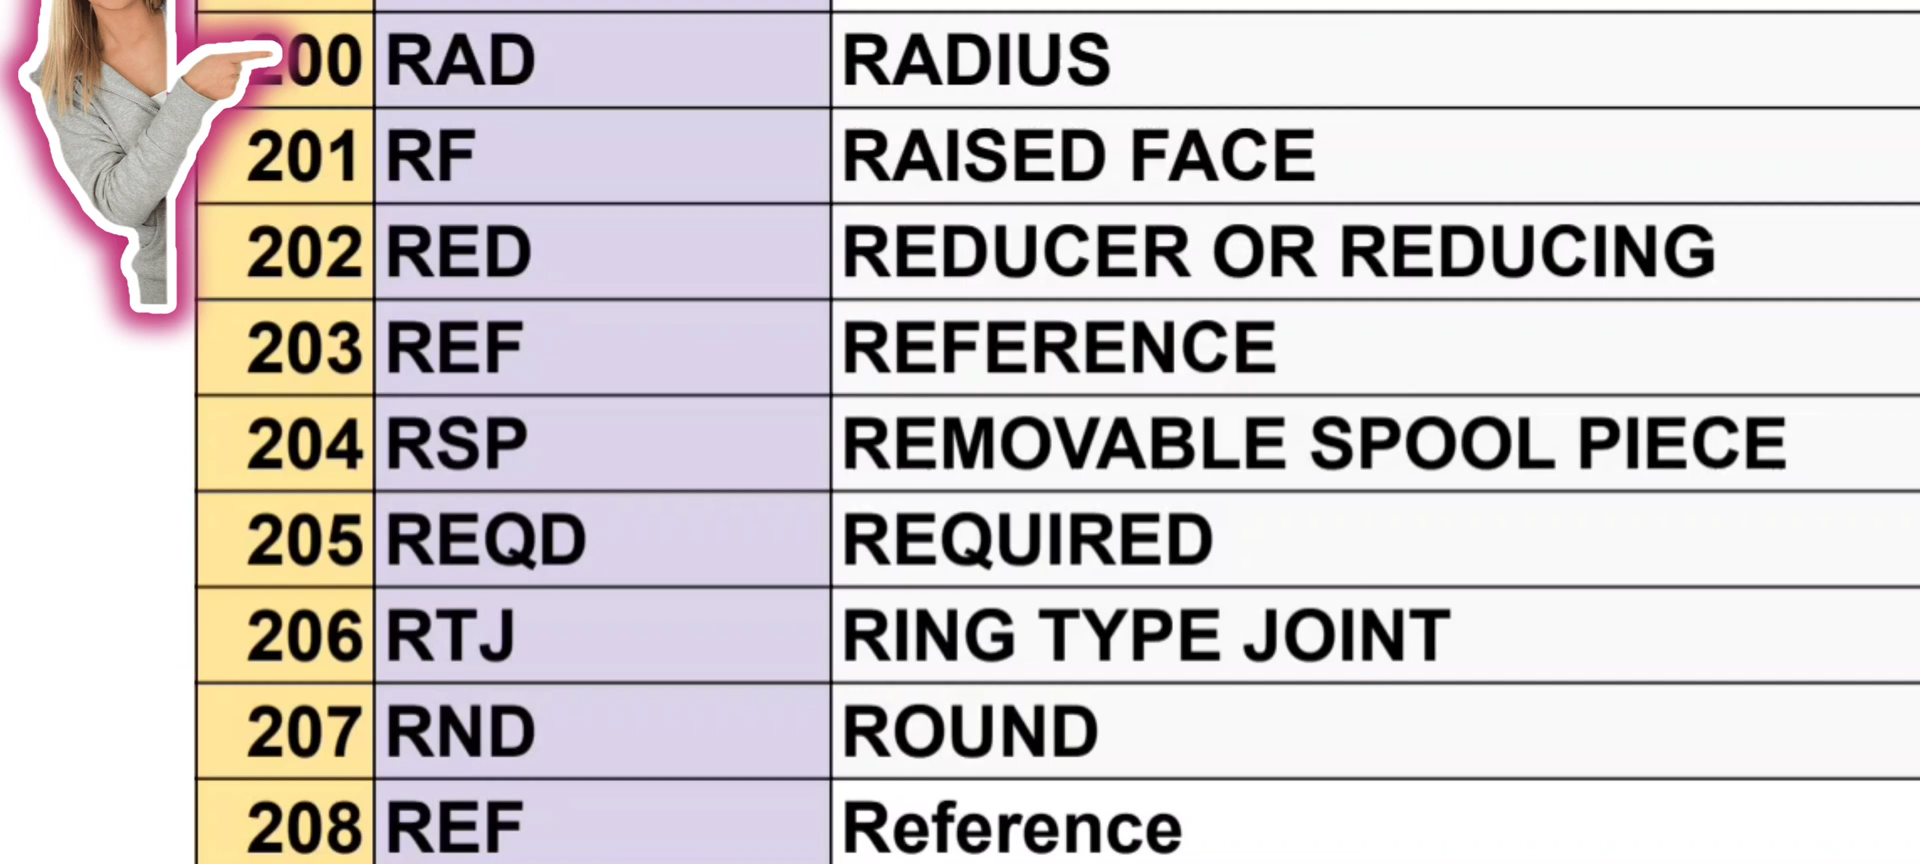 200 RAD RADIUS
201 RF RAISED FACE
202 RED REDUCER OR REDUCING
203 REF REFERENCE
204 RSP REMOVABLE SPOOL PIECE
205 REQD REQUIRED
206 RTJ RING TYPE JOINT
207 RND ROUND
208 REF Reference